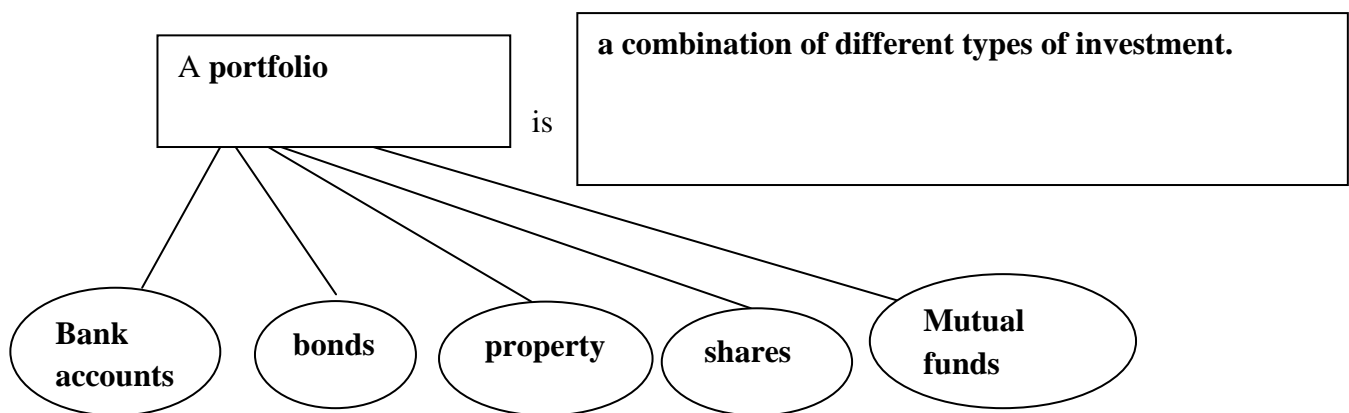 A portfolio
is
a combination of different types of investment.
Bank
accounts
bonds
property
shares
Mutual
funds